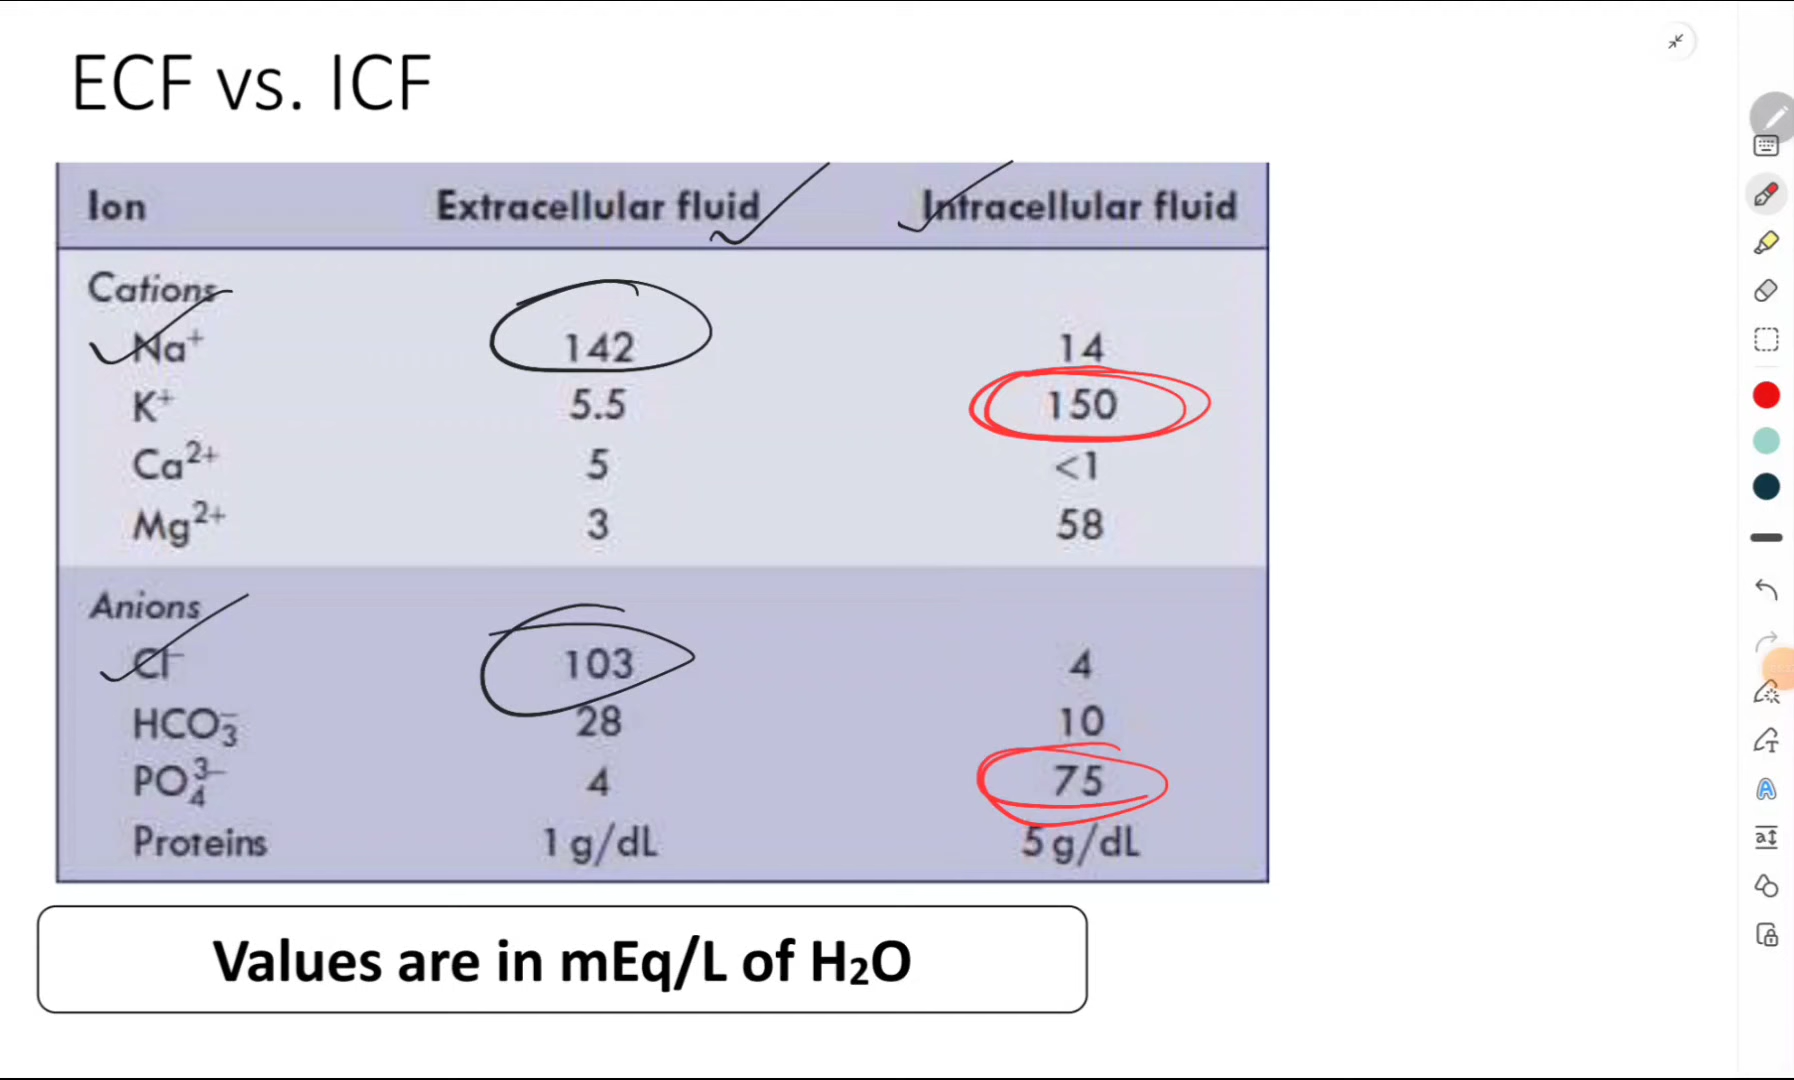 ECF vs. ICF
Ion Extracellular fluid Intracellular fluid
Cations
Na⁺ 142 14
K⁺ 5.5 150
Ca²⁺ 5 <1
Mg²⁺ 3 58
Anions
Cl⁻ 103 4
HCO₃⁻ 28 10
PO₄³⁻ 4 75
Proteins 1 g/dL 5 g/dL
Values are in mEq/L of H₂O